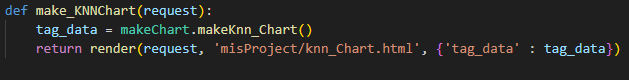 def make_KNNChart(request):
    tag_data = makeChart.makeKnn_Chart()
    return render(request, 'misProject/knn_Chart.html', {'tag_data' : tag_data})